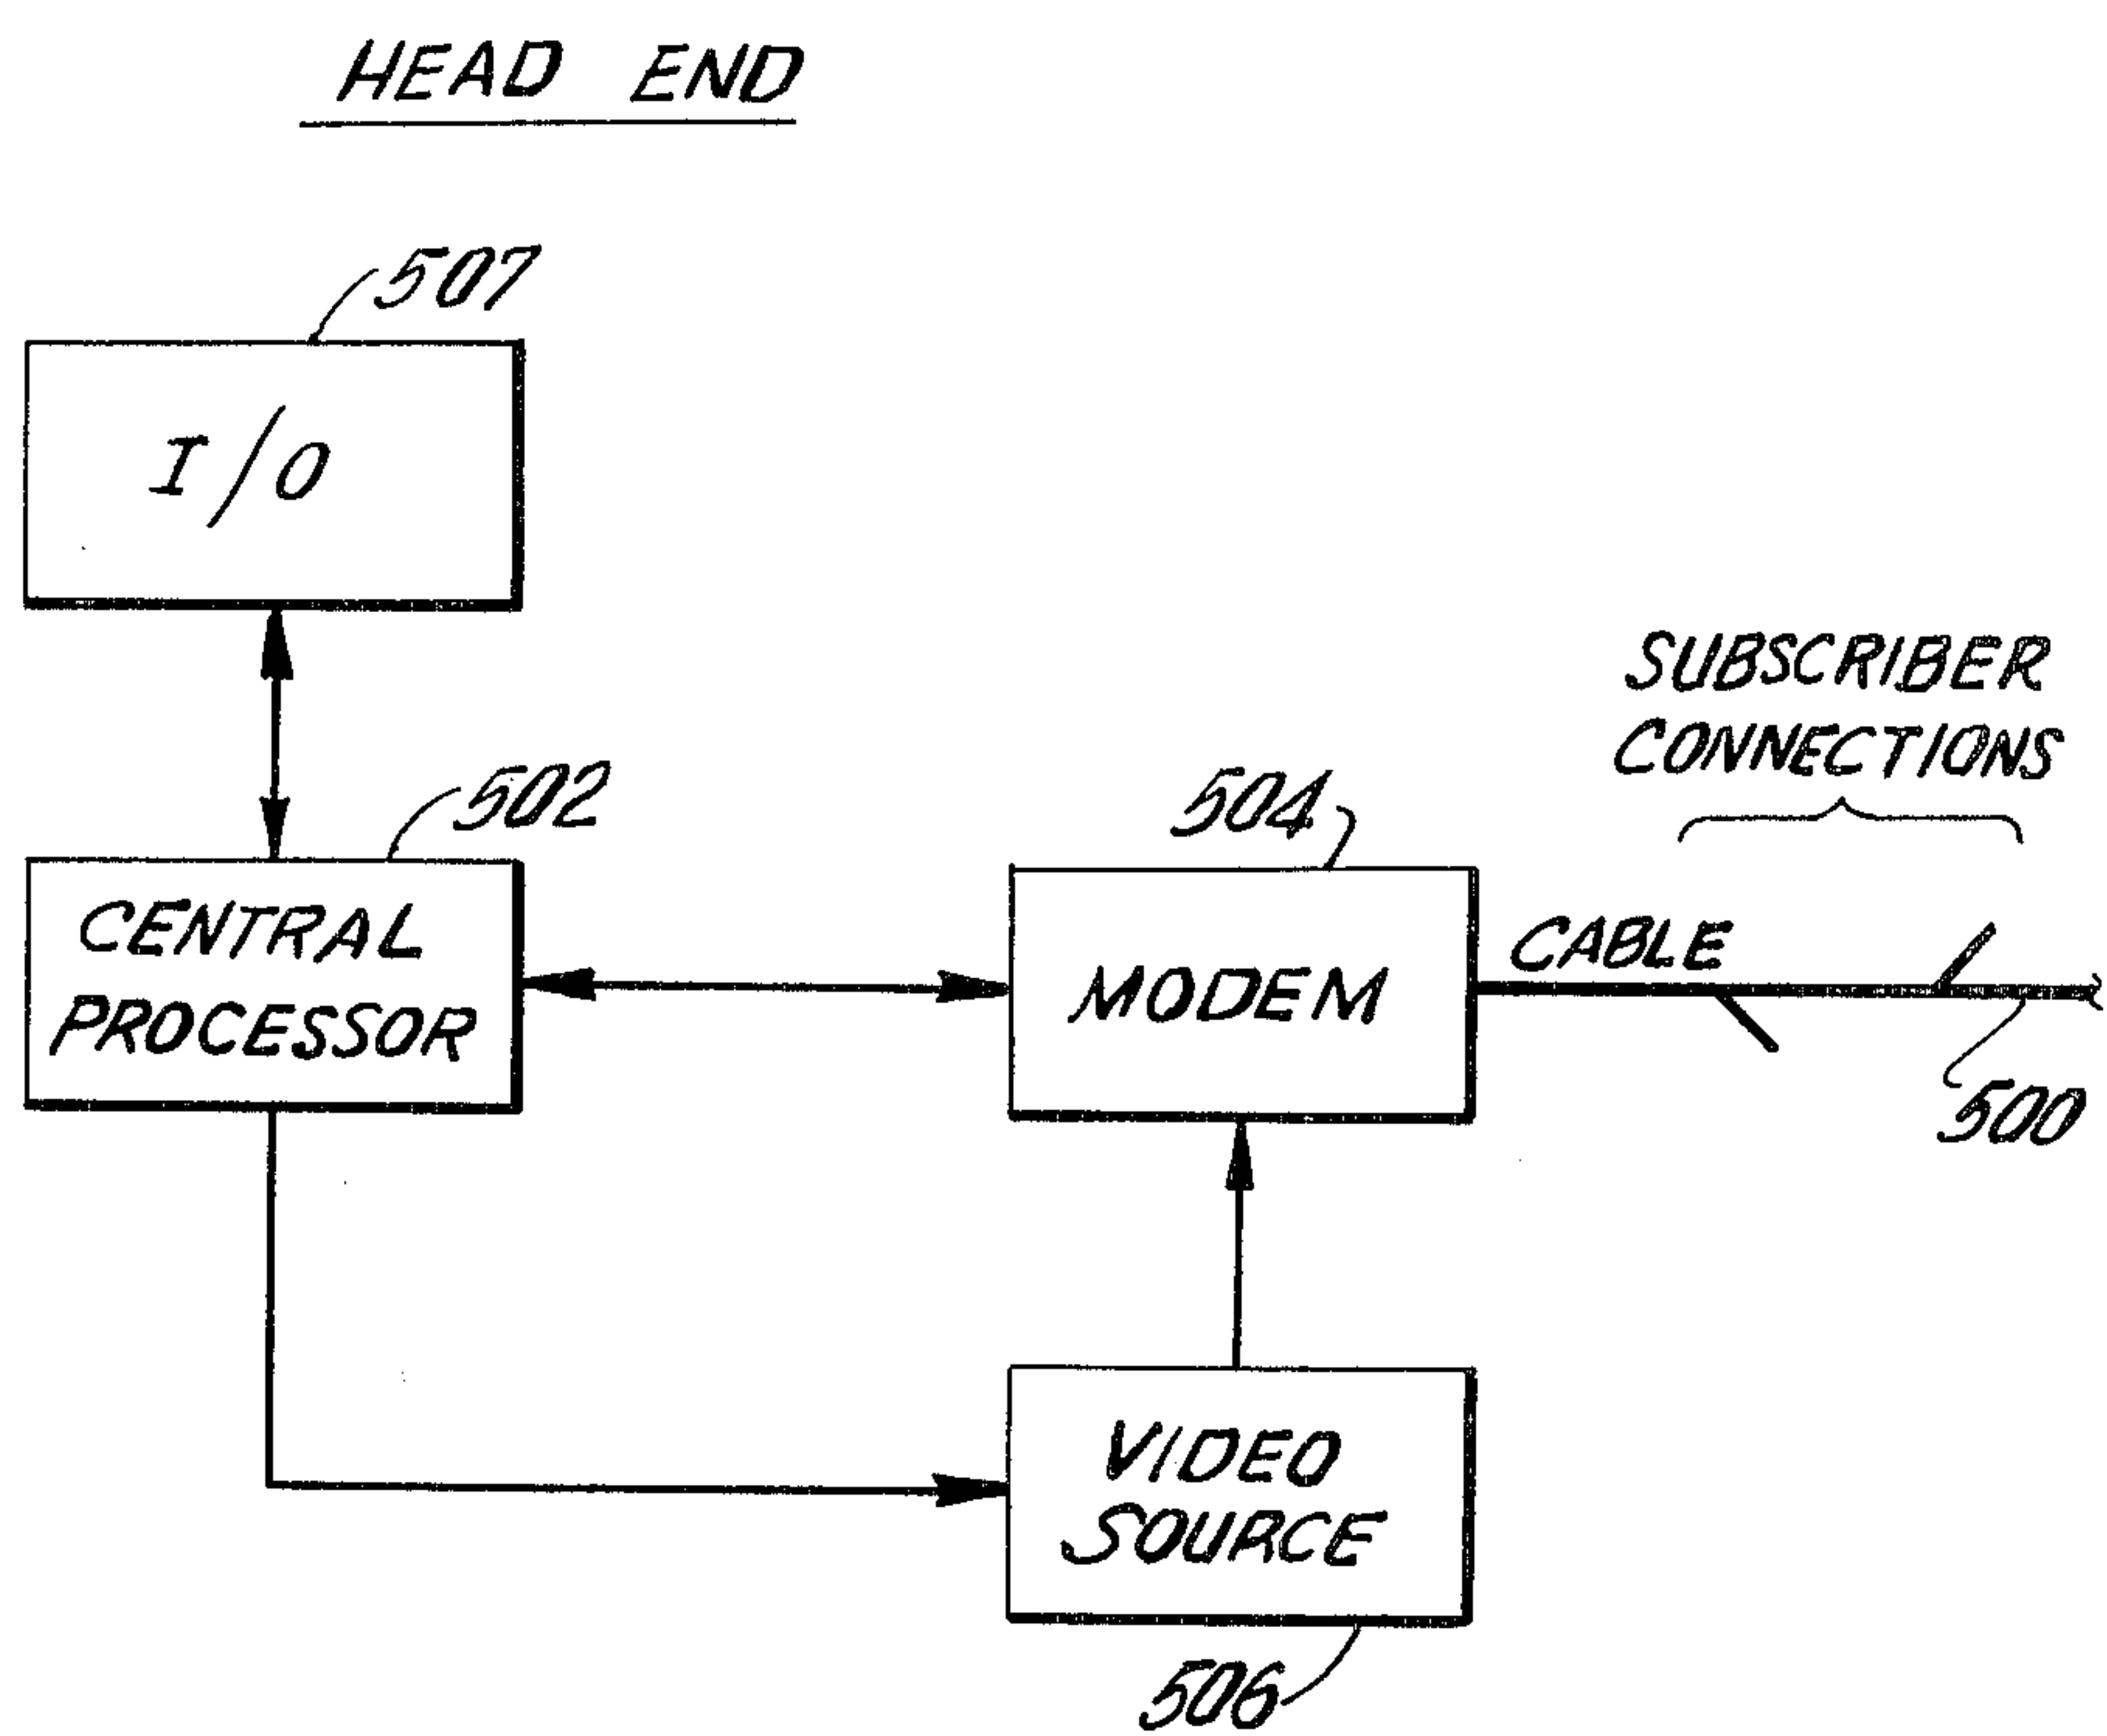 HEAD END
507
I/O
502
CENTRAL
PROCESSOR
504
MODEM
SUBSCRIBER
CONNECTIONS
CABLE
500
VIDEO
SOURCE
506